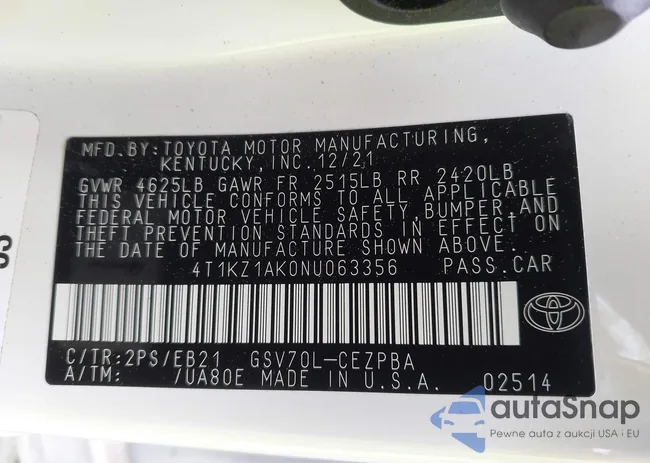 MFD. BY: TOYOTA MOTOR MANUFACTURING,
KENTUCKY, INC. 12/21
GVWR 4625LB GAWR FR 2515LB RR 2420LB
THIS VEHICLE CONFORMS TO ALL APPLICABLE
FEDERAL MOTOR VEHICLE SAFETY, BUMPER, AND
THEFT PREVENTION STANDARDS IN EFFECT ON
THE DATE OF MANUFACTURE SHOWN ABOVE.
4T1KZ1AK0NU063356 PASS. CAR
C/TR: 2PS/EB21 GSV70L-CEZPBA
A/TM: /UA80E MADE IN U.S.A. 02514
autaSnap
Pewne auta z aukcji USA i EU